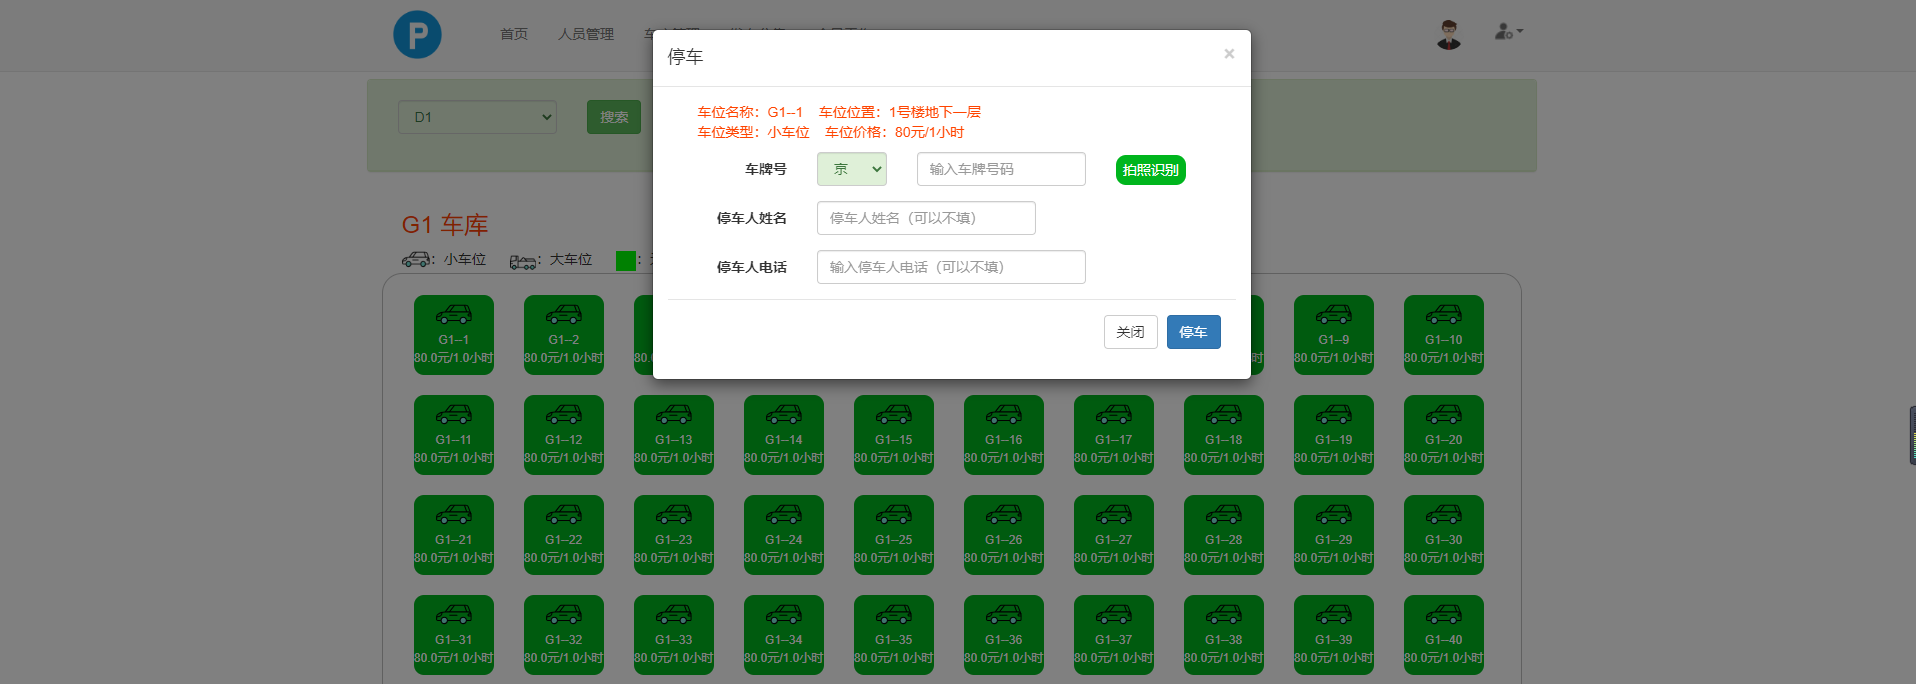 P
首页 人员管理
停车 ×
D1 搜索
车位名称：G1--1 车位位置：1号楼地下一层
车位类型：小车位 车位价格：80元/1小时
车牌号 京 输入车牌号码 拍照识别
停车人姓名 停车人姓名（可以不填）
停车人电话 输入停车人电话（可以不填）
关闭 停车
G1 车库
：小车位 ：大车位 ：
G1--1 G1--2 G1--9 G1--10
80.0元/1.0小时 80.0元/1.0小时 80.0 时 80.0元/1.0小时 80.0元/1.0小时
G1--11 G1--12 G1--13 G1--14 G1--15 G1--16 G1--17 G1--18 G1--19 G1--20
80.0元/1.0小时 80.0元/1.0小时 80.0元/1.0小时 80.0元/1.0小时 80.0元/1.0小时 80.0元/1.0小时 80.0元/1.0小时 80.0元/1.0小时 80.0元/1.0小时 80.0元/1.0小时
G1--21 G1--22 G1--23 G1--24 G1--25 G1--26 G1--27 G1--28 G1--29 G1--30
80.0元/1.0小时 80.0元/1.0小时 80.0元/1.0小时 80.0元/1.0小时 80.0元/1.0小时 80.0元/1.0小时 80.0元/1.0小时 80.0元/1.0小时 80.0元/1.0小时 80.0元/1.0小时
G1--31 G1--32 G1--33 G1--34 G1--35 G1--36 G1--37 G1--38 G1--39 G1--40
80.0元/1.0小时 80.0元/1.0小时 80.0元/1.0小时 80.0元/1.0小时 80.0元/1.0小时 80.0元/1.0小时 80.0元/1.0小时 80.0元/1.0小时 80.0元/1.0小时 80.0元/1.0小时